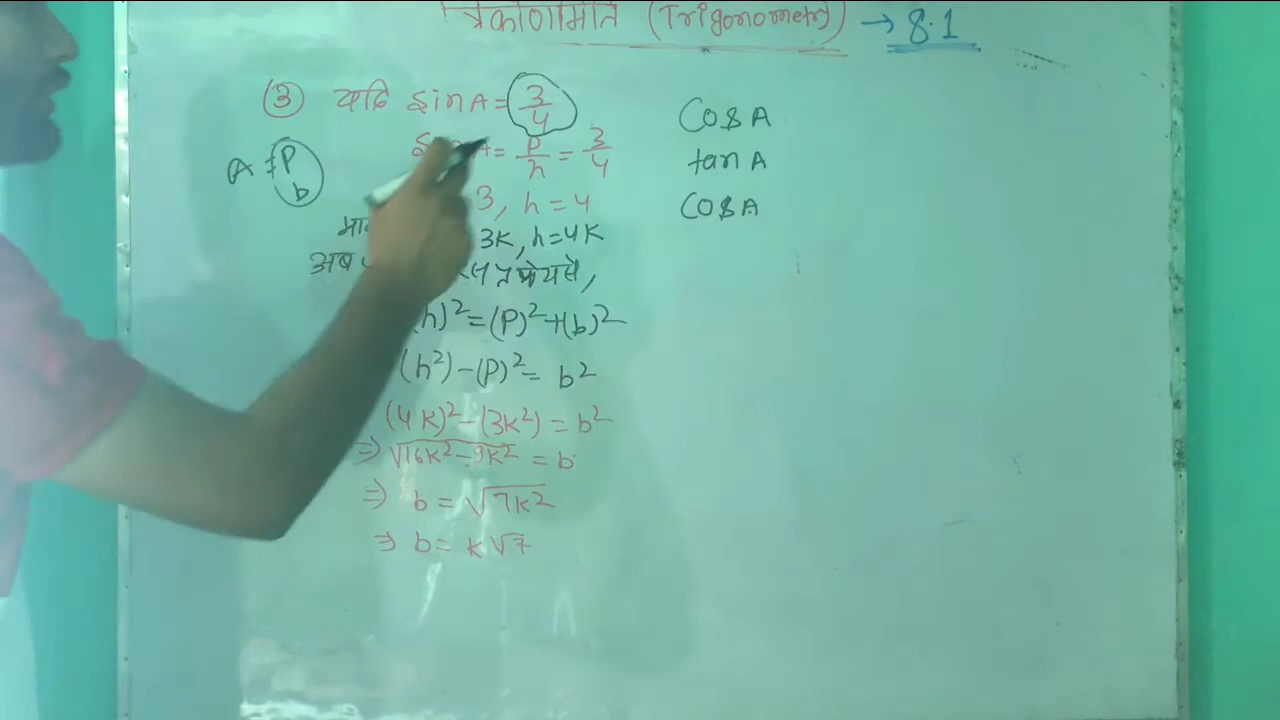 त्रिकोणमिति (Trigonometry) → 8.1
③ यदि sin A = 3/4
= P/h = 3/4
3, h = 4
3K, h = 4K
अब
(h)² = (P)² + (b)²
(h²) - (P)² = b²
(4K)² - (3K²) = b²
⇒ √16K² - 9K² = b
⇒ b = √7K²
⇒ b = K√7
A
P
b
COS A
tan A
COS A